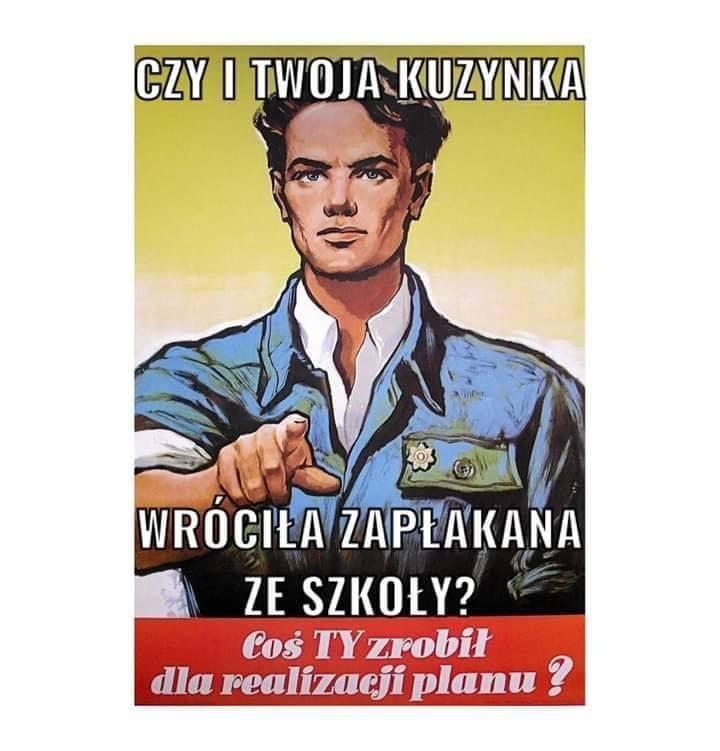 CZY I TWOJA KUZYNKA
WRÓCIŁA ZAPŁAKANA
ZE SZKOŁY?
Coś TY zrobił
dla realizacji planu?